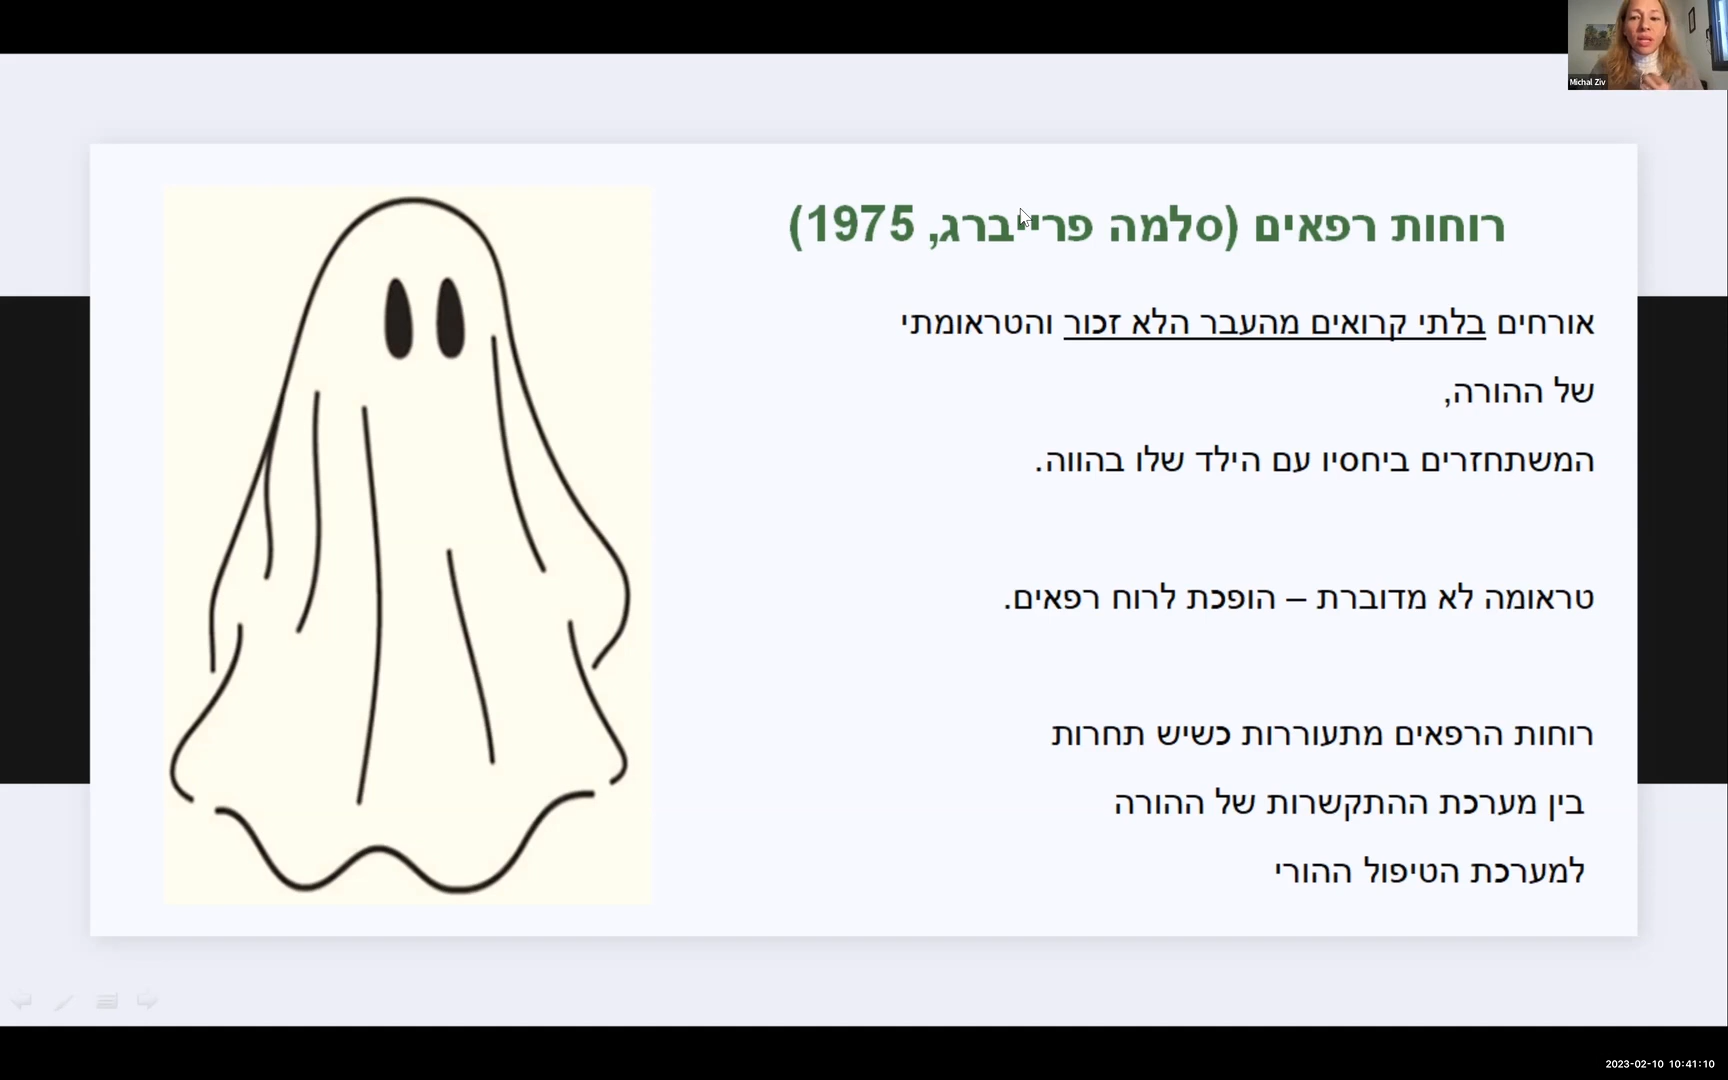 Michal Ziv
רוחות רפאים (סלמה פרייברג, 1975)
אורחים בלתי קרואים מהעבר הלא זכור והטראומתי
של ההורה,
המשתחזרים ביחסיו עם הילד שלו בהווה.
טראומה לא מדוברת – הופכת לרוח רפאים.
רוחות הרפאים מתעוררות כשיש תחרות
בין מערכת ההתקשרות של ההורה
למערכת הטיפול ההורי
2023-02-10 10:41:10